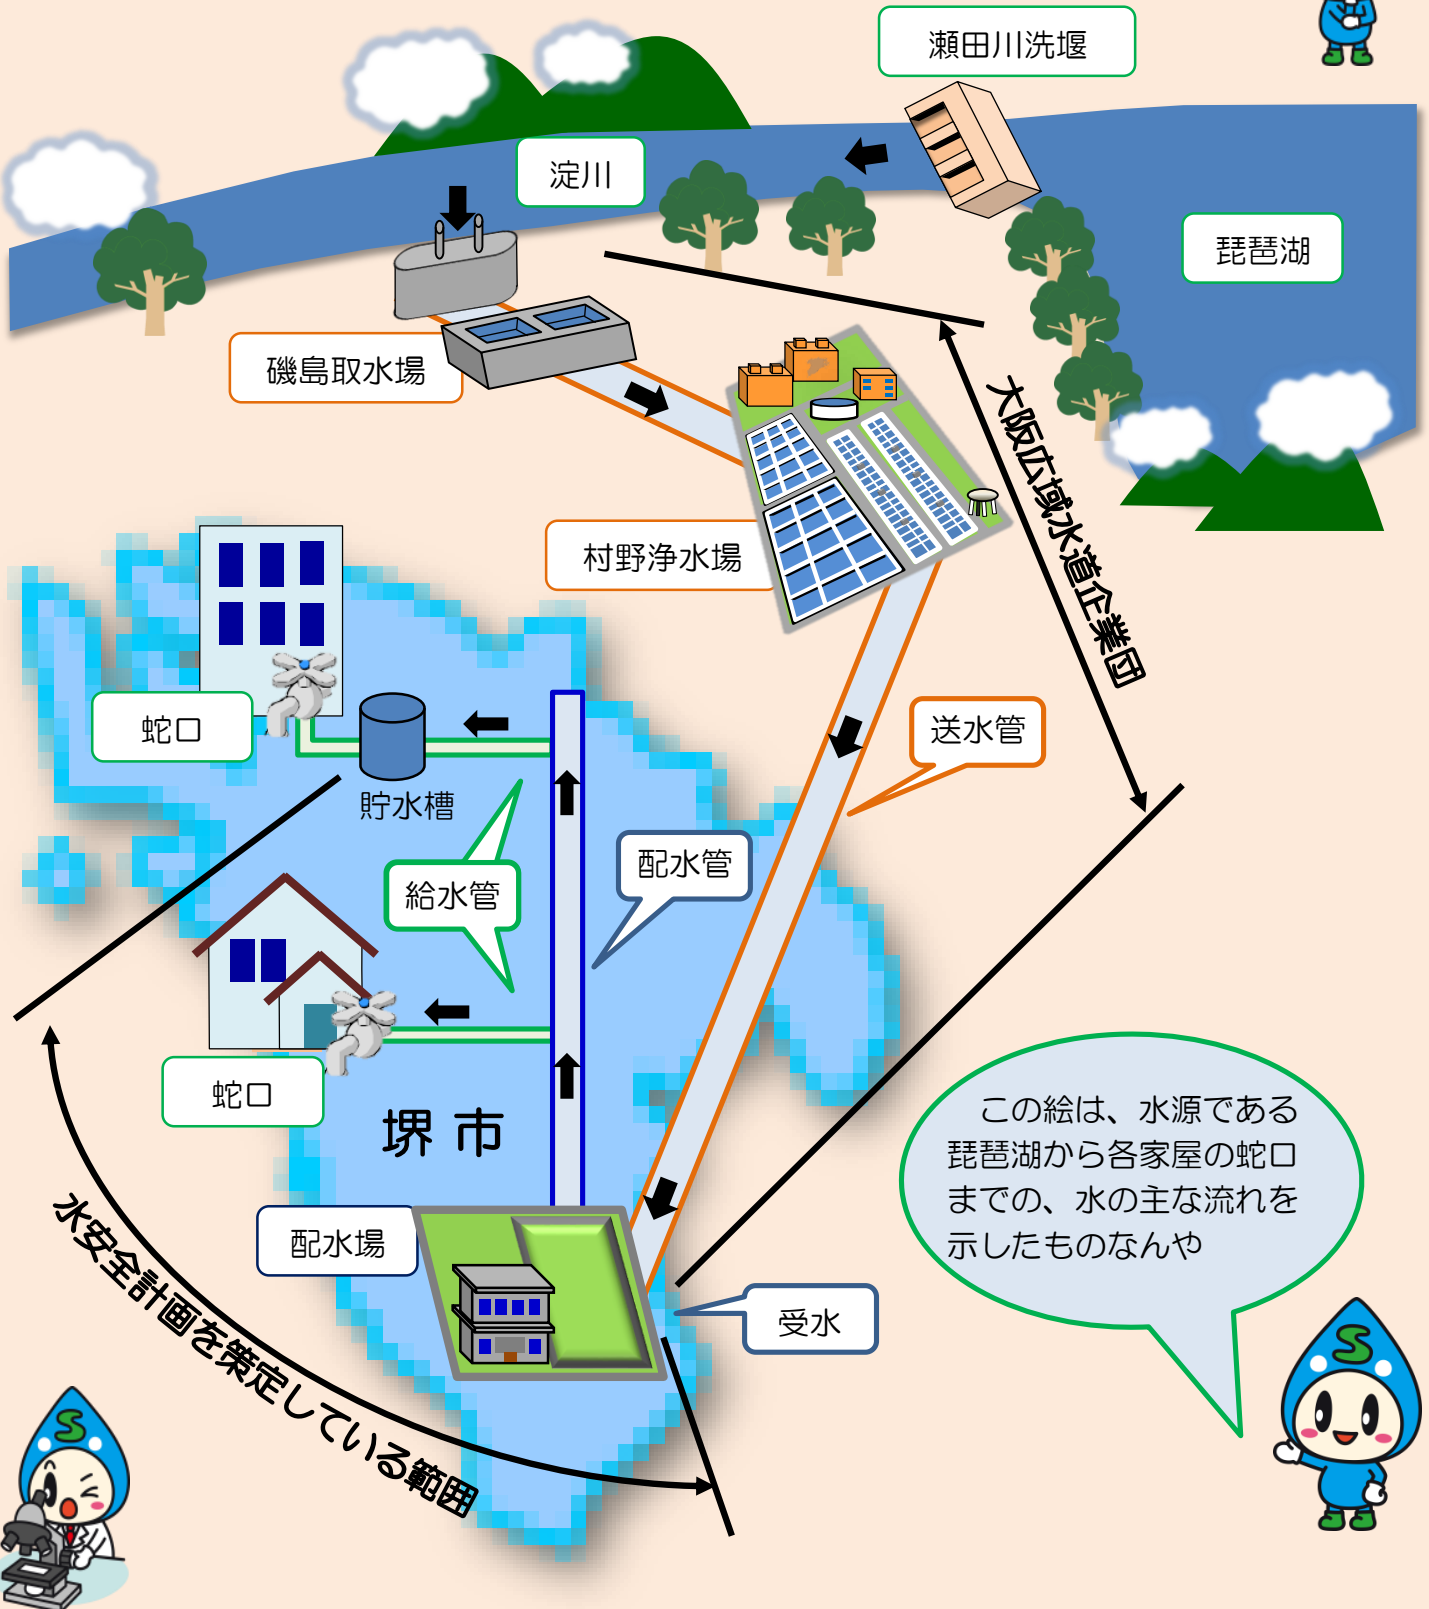 瀬田川洗堰
淀川
琵琶湖
磯島取水場
大阪広域水道企業団
村野浄水場
蛇口
送水管
貯水槽
配水管
給水管
蛇口
堺市
この絵は、水源である
琵琶湖から各家屋の蛇口
までの、水の主な流れを
示したものなんや
配水場
水安全計画を策定している範囲
受水
S
S